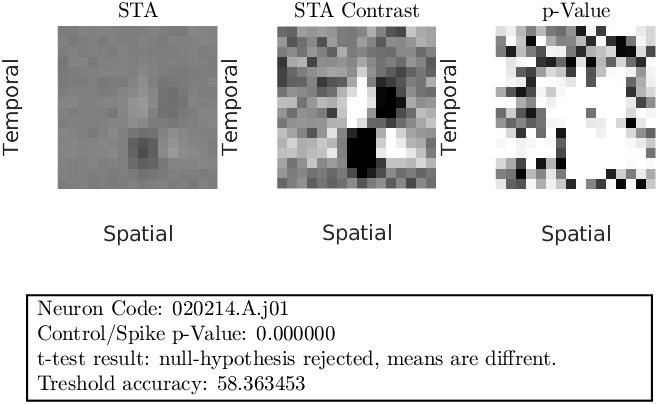 STA
STA Contrast
p-Value
Temporal
Temporal
Temporal
Spatial
Spatial
Spatial
Neuron Code: 020214.A.j01
Control/Spike p-Value: 0.000000
t-test result: null-hypothesis rejected, means are diffrent.
Treshold accuracy: 58.363453